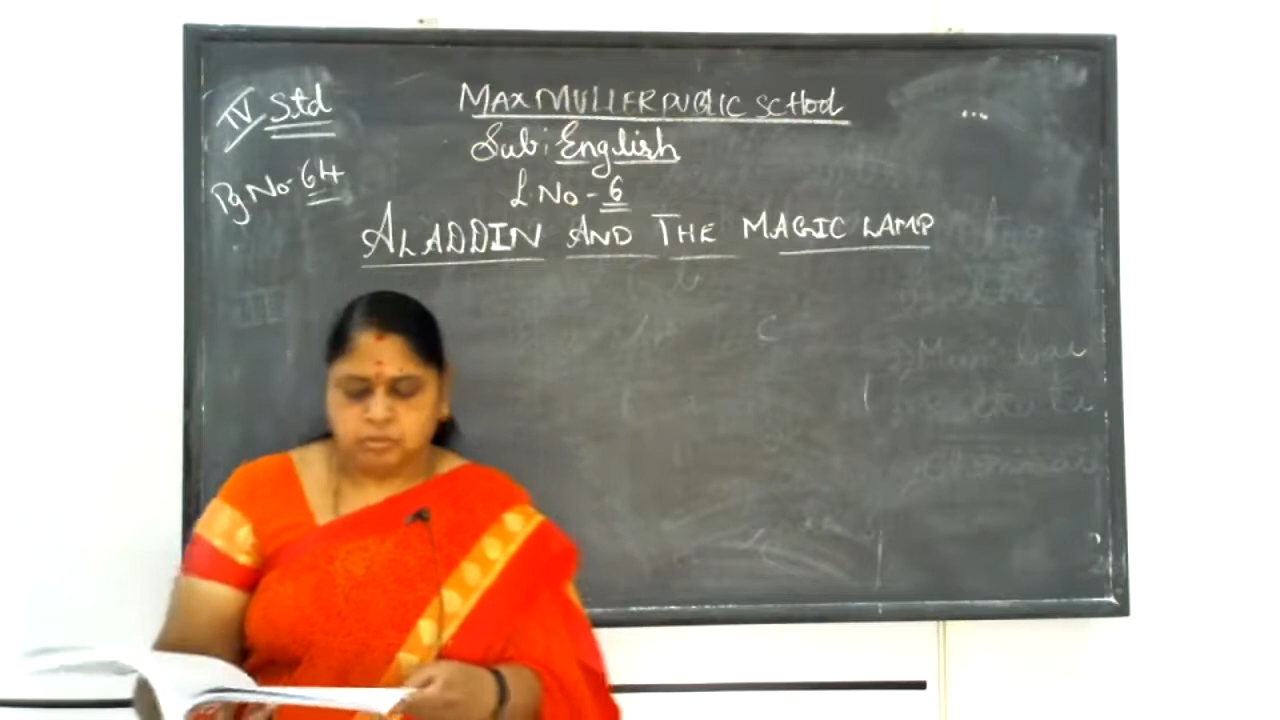 IV Std
MAX MULLER PUBLIC SCHOOL
...
Sub: English
Pg No-64
L.No-6
ALADDIN AND THE MAGIC LAMP